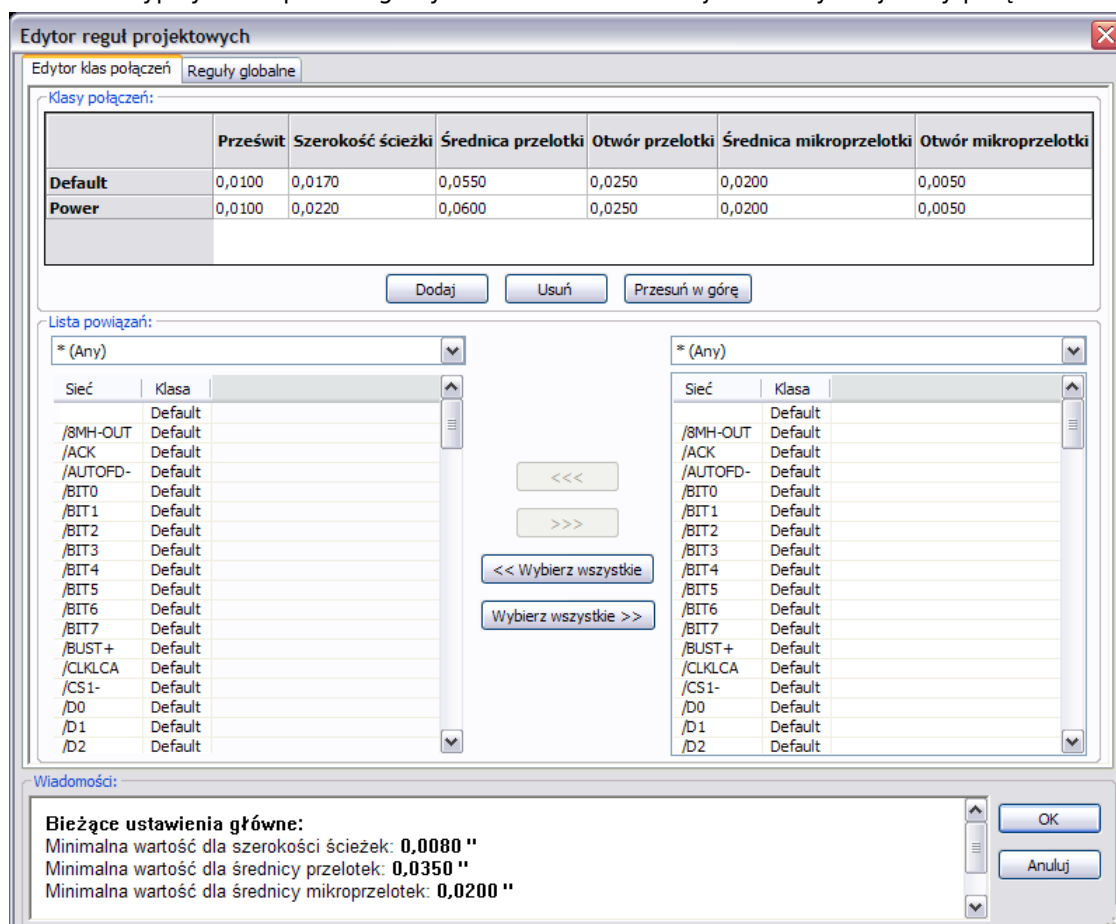 Edytor reguł projektowych
Edytor klas połączeń Reguły globalne
Klasy połączeń:
Prześwit Szerokość ścieżki Średnica przelotki Otwór przelotki Średnica mikroprzelotki Otwór mikroprzelotki
Default 0,0100 0,0170 0,0550 0,0250 0,0200 0,0050
Power 0,0100 0,0220 0,0600 0,0250 0,0200 0,0050
Dodaj Usuń Przesuń w górę
Lista powiązań:
* (Any) * (Any)
Sieć Klasa Sieć Klasa
Default Default
/8MH-OUT Default /8MH-OUT Default
/ACK Default /ACK Default
/AUTOFD- Default /AUTOFD- Default
<<<
/BIT0 Default /BIT0 Default
/BIT1 Default /BIT1 Default
>>>
/BIT2 Default /BIT2 Default
/BIT3 Default /BIT3 Default
/BIT4 Default << Wybierz wszystkie /BIT4 Default
/BIT5 Default /BIT5 Default
/BIT6 Default Wybierz wszystkie >> /BIT6 Default
/BIT7 Default /BIT7 Default
/BUST+ Default /BUST+ Default
/CLKLCA Default /CLKLCA Default
/CS1- Default /CS1- Default
/D0 Default /D0 Default
/D1 Default /D1 Default
/D2 Default /D2 Default
Wiadomości:
Bieżące ustawienia główne:
Minimalna wartość dla szerokości ścieżek: 0,0080 "
Minimalna wartość dla średnicy przelotek: 0,0350 "
Minimalna wartość dla średnicy mikroprzelotek: 0,0200 "
OK
Anuluj